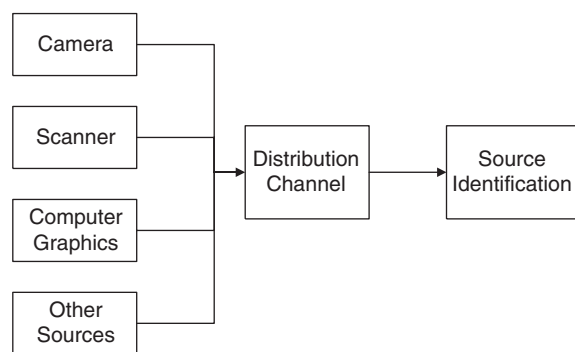 Camera
Scanner
Computer
Graphics
Other
Sources
Distribution
Channel
Source
Identification